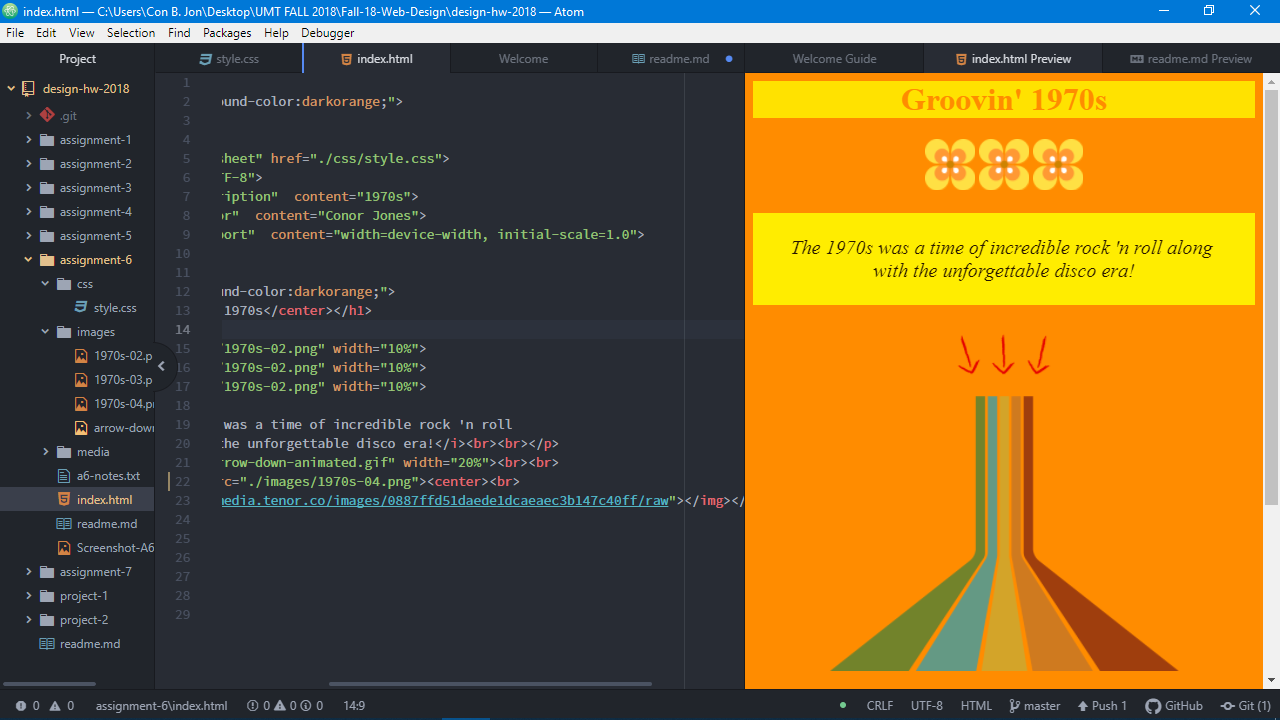 index.html — C:\Users\Con B. Jon\Desktop\UMT FALL 2018\Fall-18-Web-Design\design-hw-2018 — Atom
File Edit View Selection Find Packages Help Debugger
Project
design-hw-2018
.git
assignment-1
assignment-2
assignment-3
assignment-4
assignment-5
assignment-6
css
style.css
images
1970s-02.p
1970s-03.p
1970s-04.pn
arrow-down
media
a6-notes.txt
index.html
readme.md
Screenshot-A6
assignment-7
project-1
project-2
readme.md
style.css index.html Welcome readme.md
1
2 ound-color:darkorange;">
3
4
5 sheet" href="./css/style.css">
6 TF-8">
7 ription"  content="1970s">
8 or"  content="Conor Jones">
9 port"  content="width=device-width, initial-scale=1.0">
10
11
12 und-color:darkorange;">
13 1970s</center></h1>
14
15 /1970s-02.png" width="10%">
16 /1970s-02.png" width="10%">
17 /1970s-02.png" width="10%">
18
19 was a time of incredible rock 'n roll
20 the unforgettable disco era!</i><br><br></p>
21 rrow-down-animated.gif" width="20%"><br><br>
22 rc="./images/1970s-04.png"><center><br>
23 media.tenor.co/images/0887ffd51daede1dcaeaec3b147c40ff/raw"></img></
24
25
26
27
28
29
Welcome Guide index.html Preview readme.md Preview
Groovin' 1970s
The 1970s was a time of incredible rock 'n roll along
with the unforgettable disco era!
0 0 assignment-6\index.html 0 0 0 14:9 CRLF UTF-8 HTML master Push 1 GitHub Git (1)